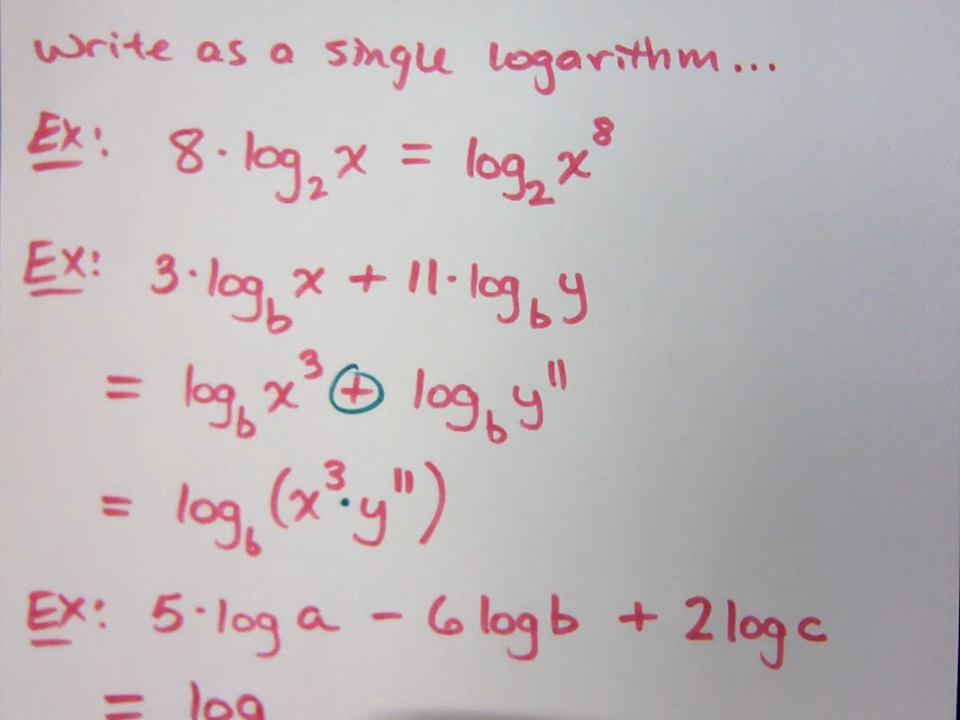 Write as a single logarithm...
Ex: 8·log₂x = log₂x⁸
Ex: 3·log_b x + 11·log_b y
= log_b x³ + log_b y¹¹
= log_b (x³·y¹¹)
Ex: 5·log a - 6 log b + 2 log c
= log